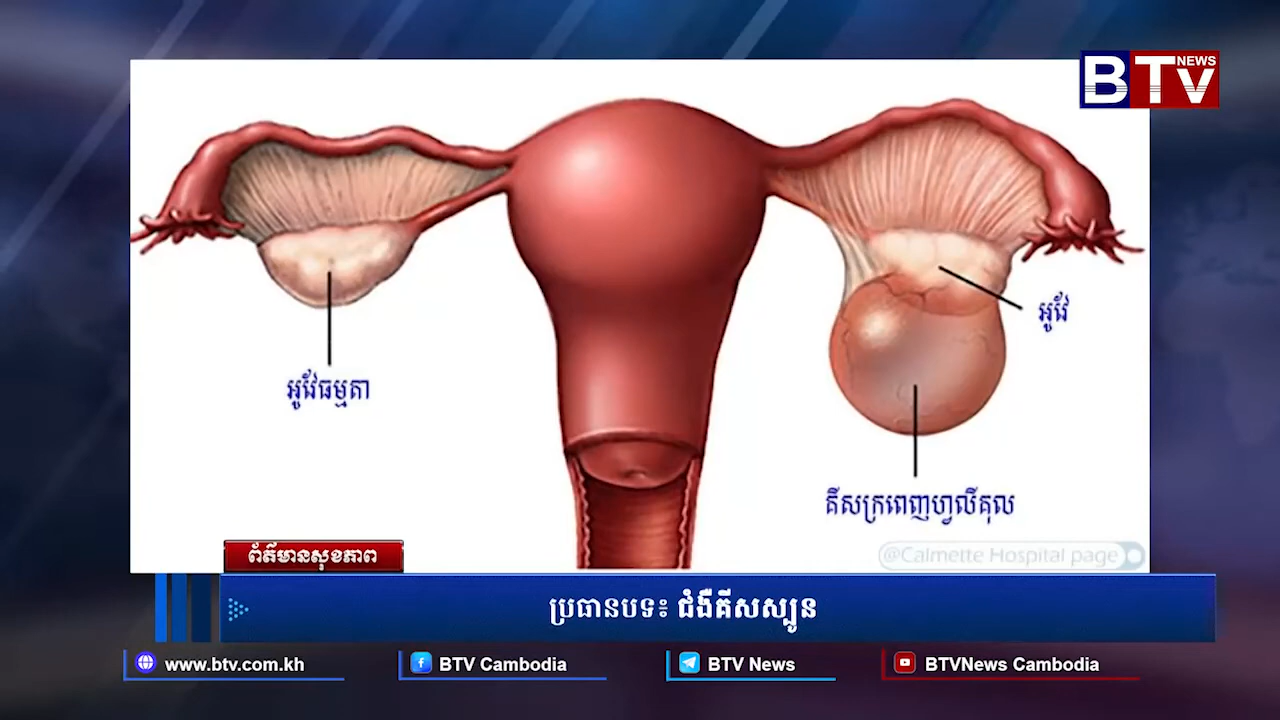 BTV NEWS
អូវែ
អូវែធម្មតា
គីសក្រពេញហ្វូលីគុល
@Calmette Hospital page
ព័ត៌មានសុខភាព
ប្រធានបទ៖ ជំងឺគីសស្បូន
www.btv.com.kh
BTV Cambodia
BTV News
BTVNews Cambodia